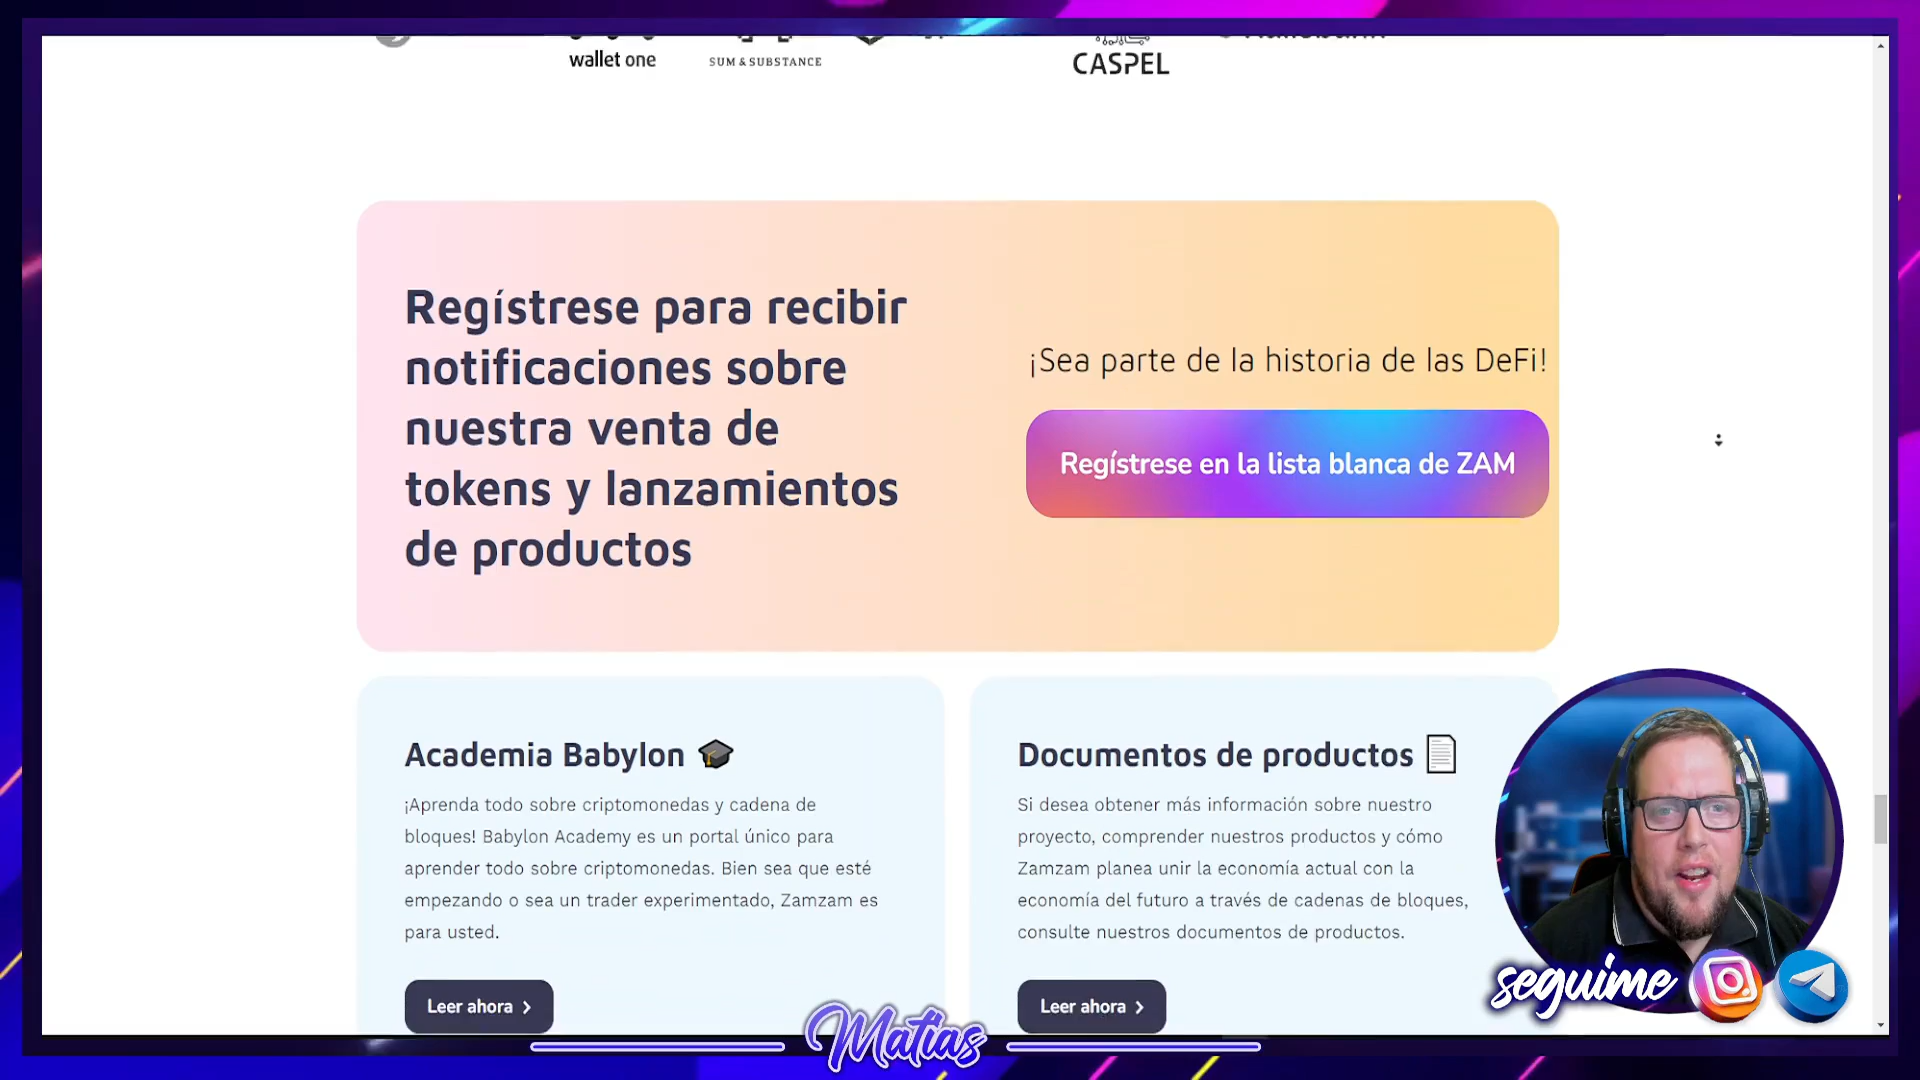 wallet one
SUM & SUBSTANCE
CASPEL
Regístrese para recibir
notificaciones sobre
nuestra venta de
tokens y lanzamientos
de productos
¡Sea parte de la historia de las DeFi!
Regístrese en la lista blanca de ZAM
Academia Babylon
¡Aprenda todo sobre criptomonedas y cadena de
bloques! Babylon Academy es un portal único para
aprender todo sobre criptomonedas. Bien sea que esté
empezando o sea un trader experimentado, Zamzam es
para usted.
Leer ahora
Documentos de productos
Si desea obtener más información sobre nuestro
proyecto, comprender nuestros productos y cómo
Zamzam planea unir la economía actual con la
economía del futuro a través de cadenas de bloques,
consulte nuestros documentos de productos.
Leer ahora
seguime
Matias